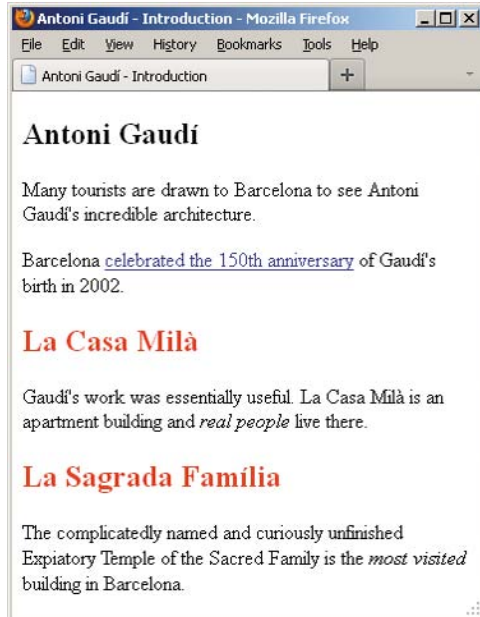 Antoni Gaudí - Introduction - Mozilla Firefox
File Edit View History Bookmarks Tools Help
Antoni Gaudí - Introduction
Antoni Gaudí
Many tourists are drawn to Barcelona to see Antoni
Gaudí's incredible architecture.
Barcelona celebrated the 150th anniversary of Gaudí's
birth in 2002.
La Casa Milà
Gaudí's work was essentially useful. La Casa Milà is an
apartment building and real people live there.
La Sagrada Família
The complicatedly named and curiously unfinished
Expiatory Temple of the Sacred Family is the most visited
building in Barcelona.